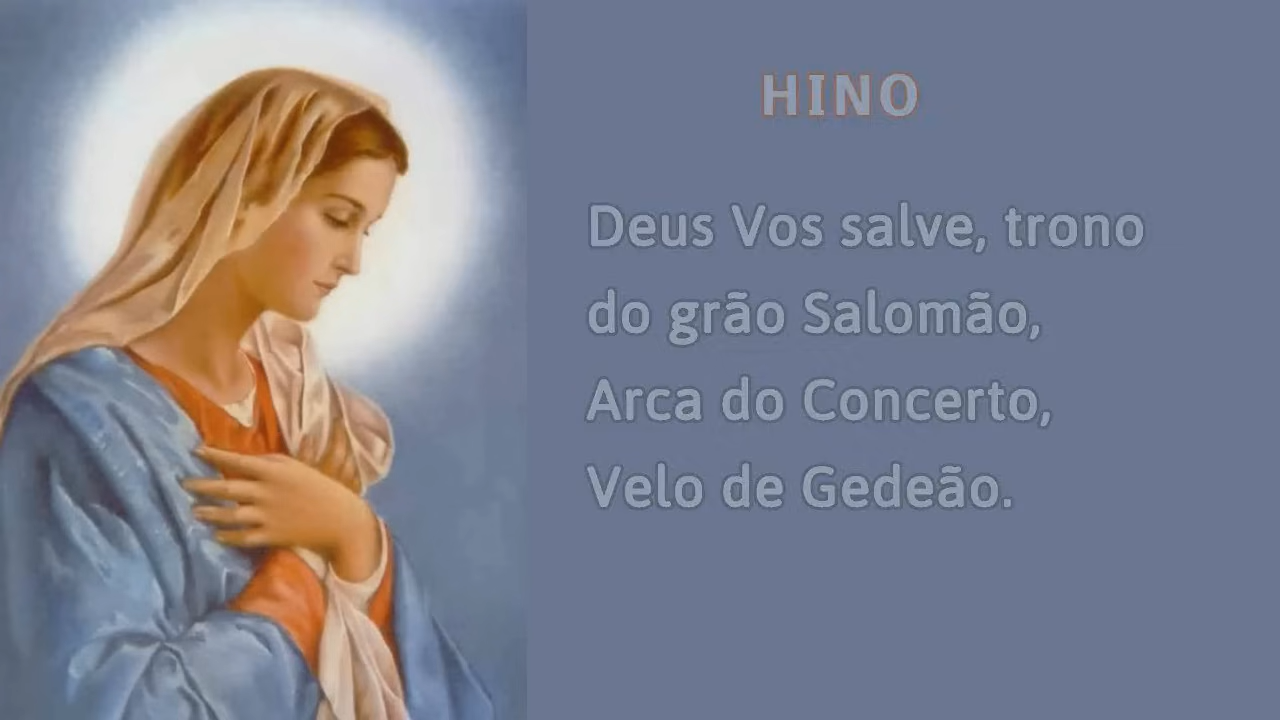 HINO
Deus Vos salve, trono
do grão Salomão,
Arca do Concerto,
Velo de Gedeão.